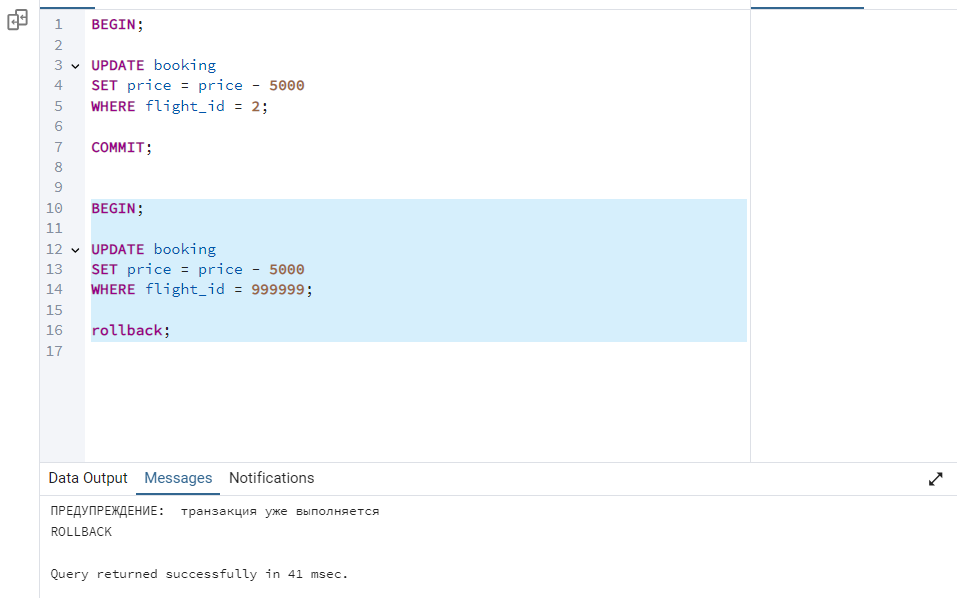 1 BEGIN;
2
3 UPDATE booking
4 SET price = price - 5000
5 WHERE flight_id = 2;
6
7 COMMIT;
8
9
10 BEGIN;
11
12 UPDATE booking
13 SET price = price - 5000
14 WHERE flight_id = 999999;
15
16 rollback;
17
Data Output Messages Notifications
ПРЕДУПРЕЖДЕНИЕ: транзакция уже выполняется
ROLLBACK
Query returned successfully in 41 msec.